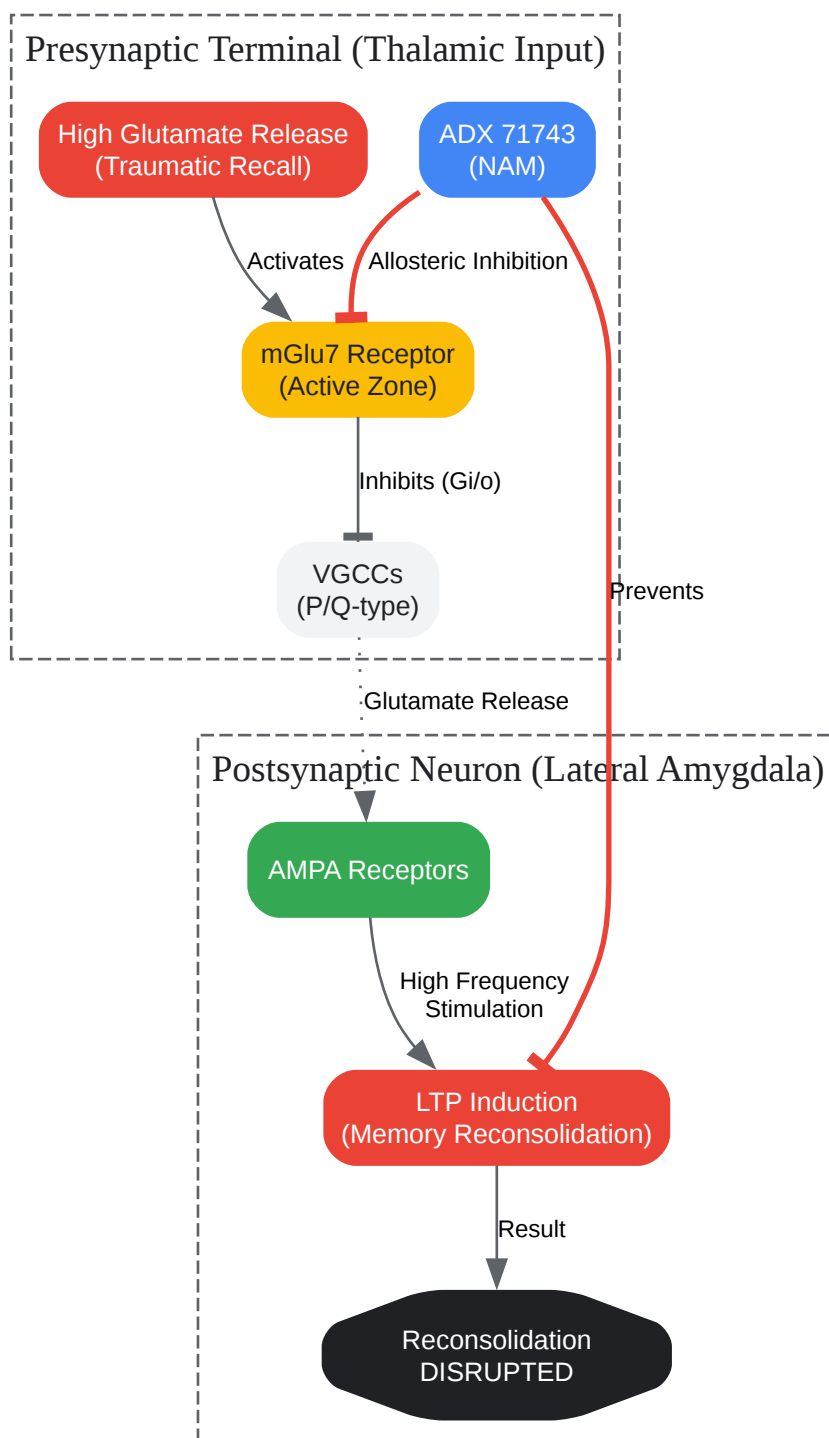 Presynaptic Terminal (Thalamic Input)
High Glutamate Release
(Traumatic Recall)
ADX 71743
(NAM)
Activates
Allosteric Inhibition
mGlu7 Receptor
(Active Zone)
Inhibits (Gi/o)
VGCCs
(P/Q-type)
Prevents
Glutamate Release
Postsynaptic Neuron (Lateral Amygdala)
AMPA Receptors
High Frequency
Stimulation
LTP Induction
(Memory Reconsolidation)
Result
Reconsolidation
DISRUPTED